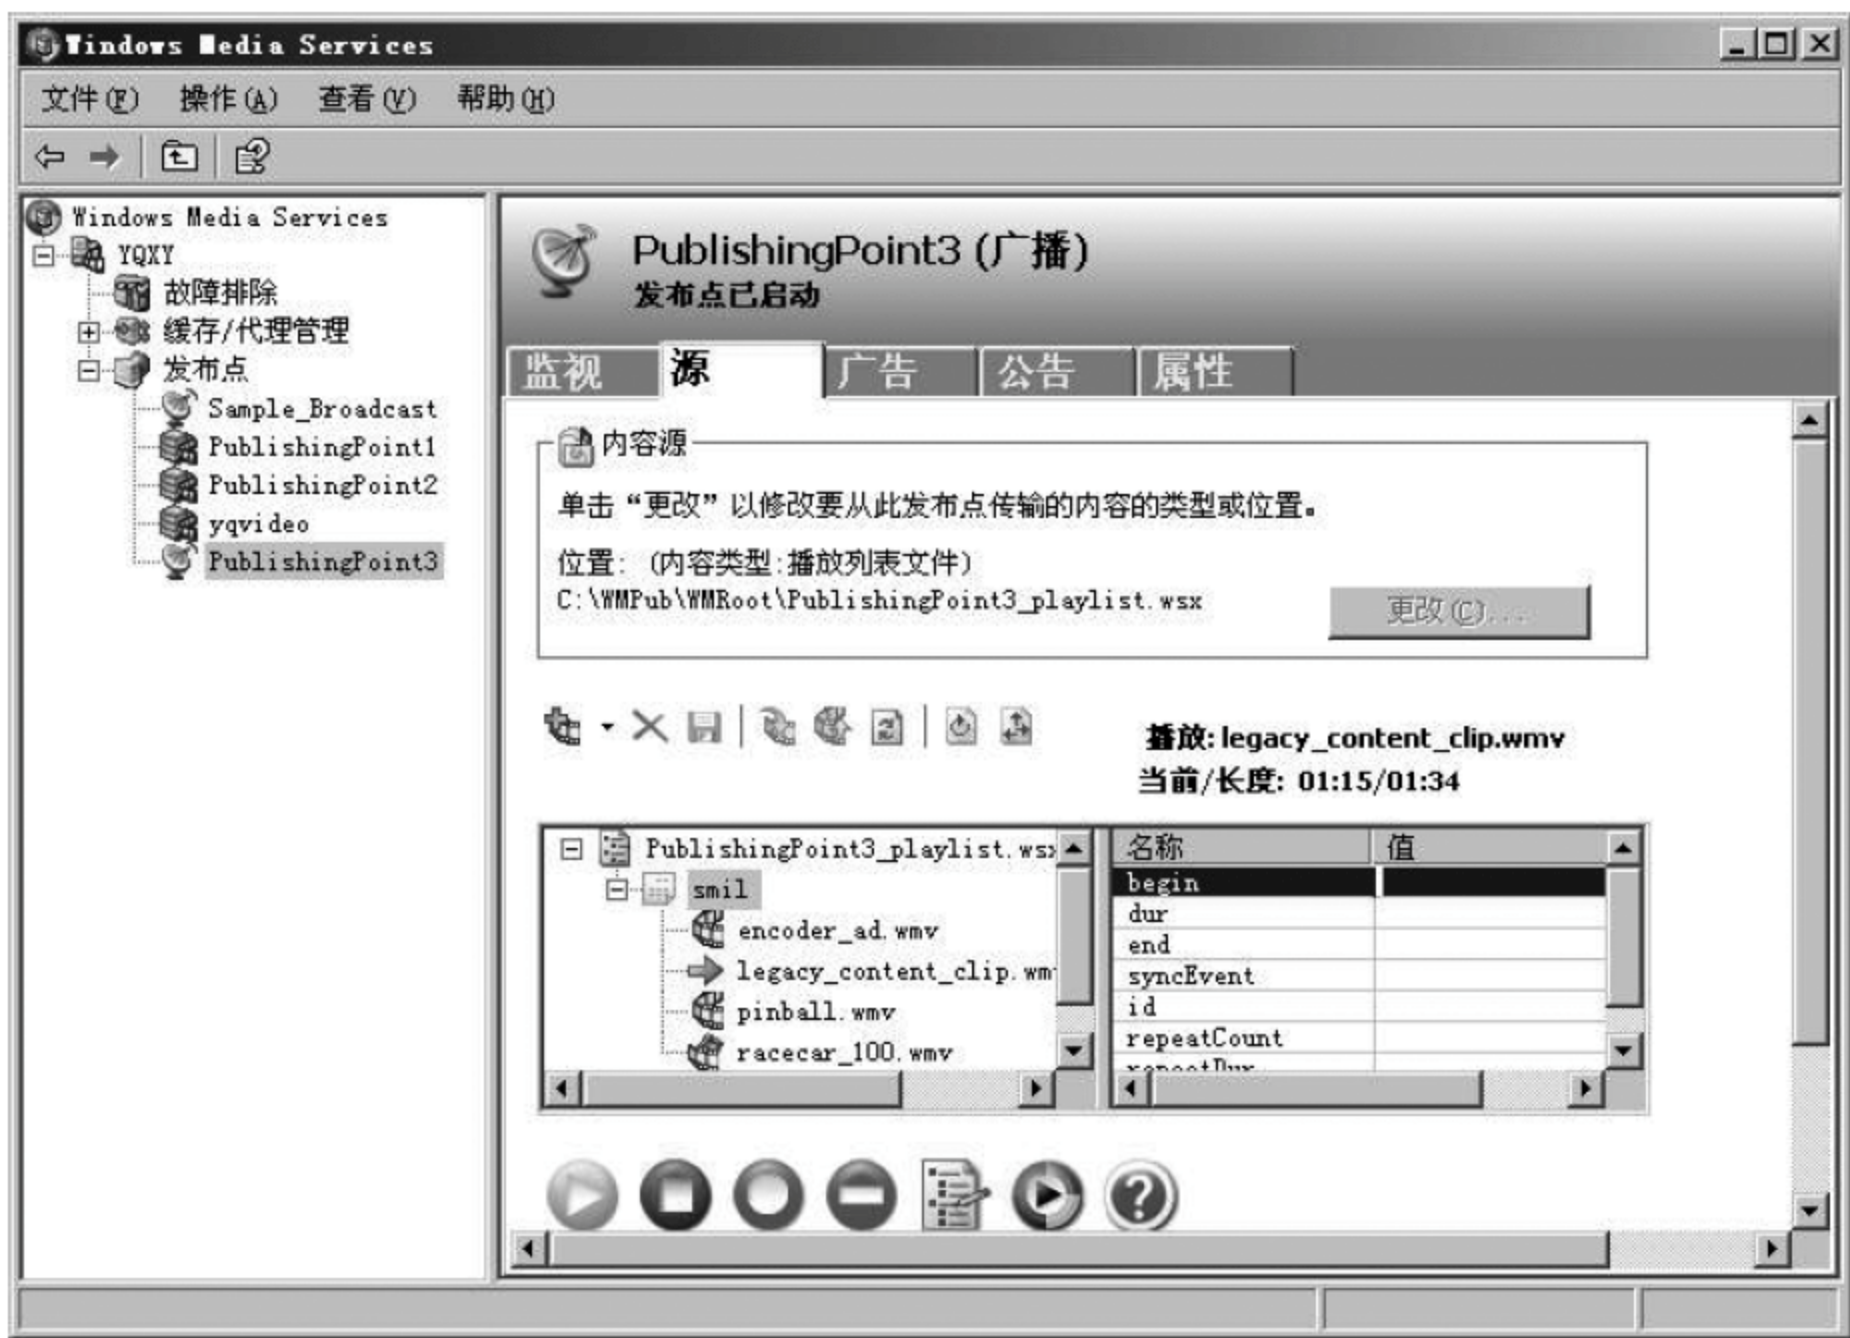 Windows Media Services
文件(F) 操作(A) 查看(V) 帮助(H)
Windows Media Services
YQXY
故障排除
缓存/代理管理
发布点
Sample_Broadcast
PublishingPoint1
PublishingPoint2
yqvideo
PublishingPoint3
PublishingPoint3 (广播)
发布点已启动
监视 源 广告 公告 属性
内容源
单击“更改”以修改要从此发布点传输的内容的类型或位置。
位置: (内容类型:播放列表文件)
C:\WMPub\WMRoot\PublishingPoint3_playlist.wsx
更改(C)...
播放: legacy_content_clip.wmv
当前/长度: 01:15/01:34
PublishingPoint3_playlist.wsx
smil
encoder_ad.wmv
legacy_content_clip.wm
pinball.wmv
racecar_100.wmv
名称 值
begin
dur
end
syncEvent
id
repeatCount
repeatDur